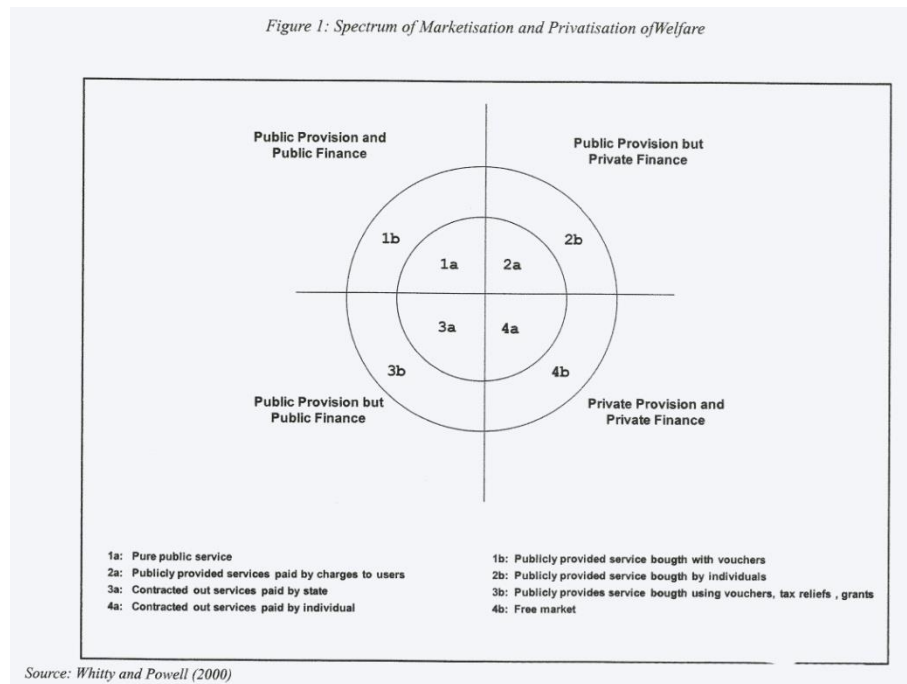 Figure 1: Spectrum of Marketisation and Privatisation ofWelfare
Public Provision and
Public Finance
Public Provision but
Private Finance
1b
2b
1a
2a
3a
4a
3b
4b
Public Provision but
Public Finance
Private Provision and
Private Finance
1a: Pure public service
2a: Publicly provided services paid by charges to users
3a: Contracted out services paid by state
4a: Contracted out services paid by individual
1b: Publicly provided service bougth with vouchers
2b: Publicly provided service bougth by individuals
3b: Publicly provides service bougth using vouchers, tax reliefs , grants
4b: Free market
Source: Whitty and Powell (2000)